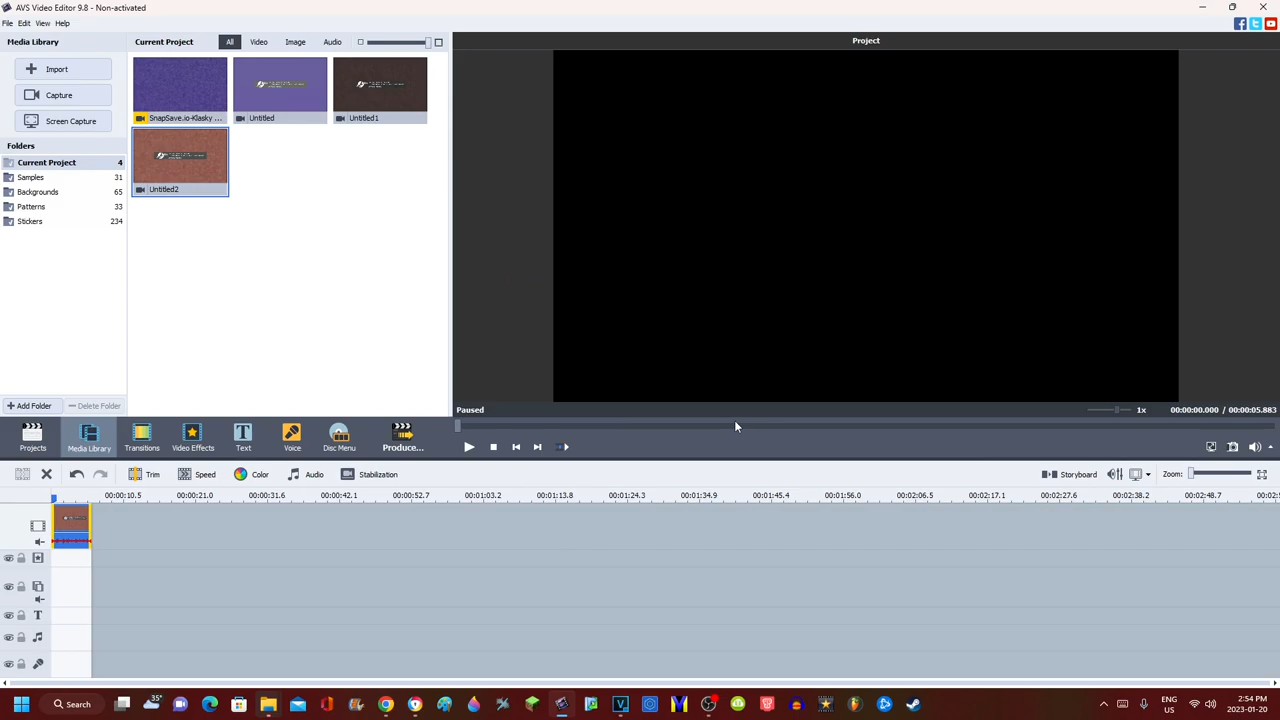 AVS Video Editor 9.8 - Non-activated
File Edit View Help
Media Library
Current Project
All
Video
Image
Audio
Project
Import
Capture
Screen Capture
SnapSave.io-Klasky ...
Untitled
Untitled1
Untitled2
Folders
Current Project 4
Samples 31
Backgrounds 65
Patterns 33
Stickers 234
+ Add Folder
− Delete Folder
Paused
1x
00:00:00.000 / 00:00:05.883
Projects
Media Library
Transitions
Video Effects
Text
Voice
Disc Menu
Produce...
Trim
Speed
Color
Audio
Stabilization
Storyboard
Zoom:
00:00:10.5 00:00:21.0 00:00:31.6 00:00:42.1 00:00:52.7 00:01:03.2 00:01:13.8 00:01:24.3 00:01:34.9 00:01:45.4 00:01:56.0 00:02:06.5 00:02:17.1 00:02:27.6 00:02:38.2 00:02:48.7
T
Search
35°
ENG
US
2:54 PM
2023-01-20